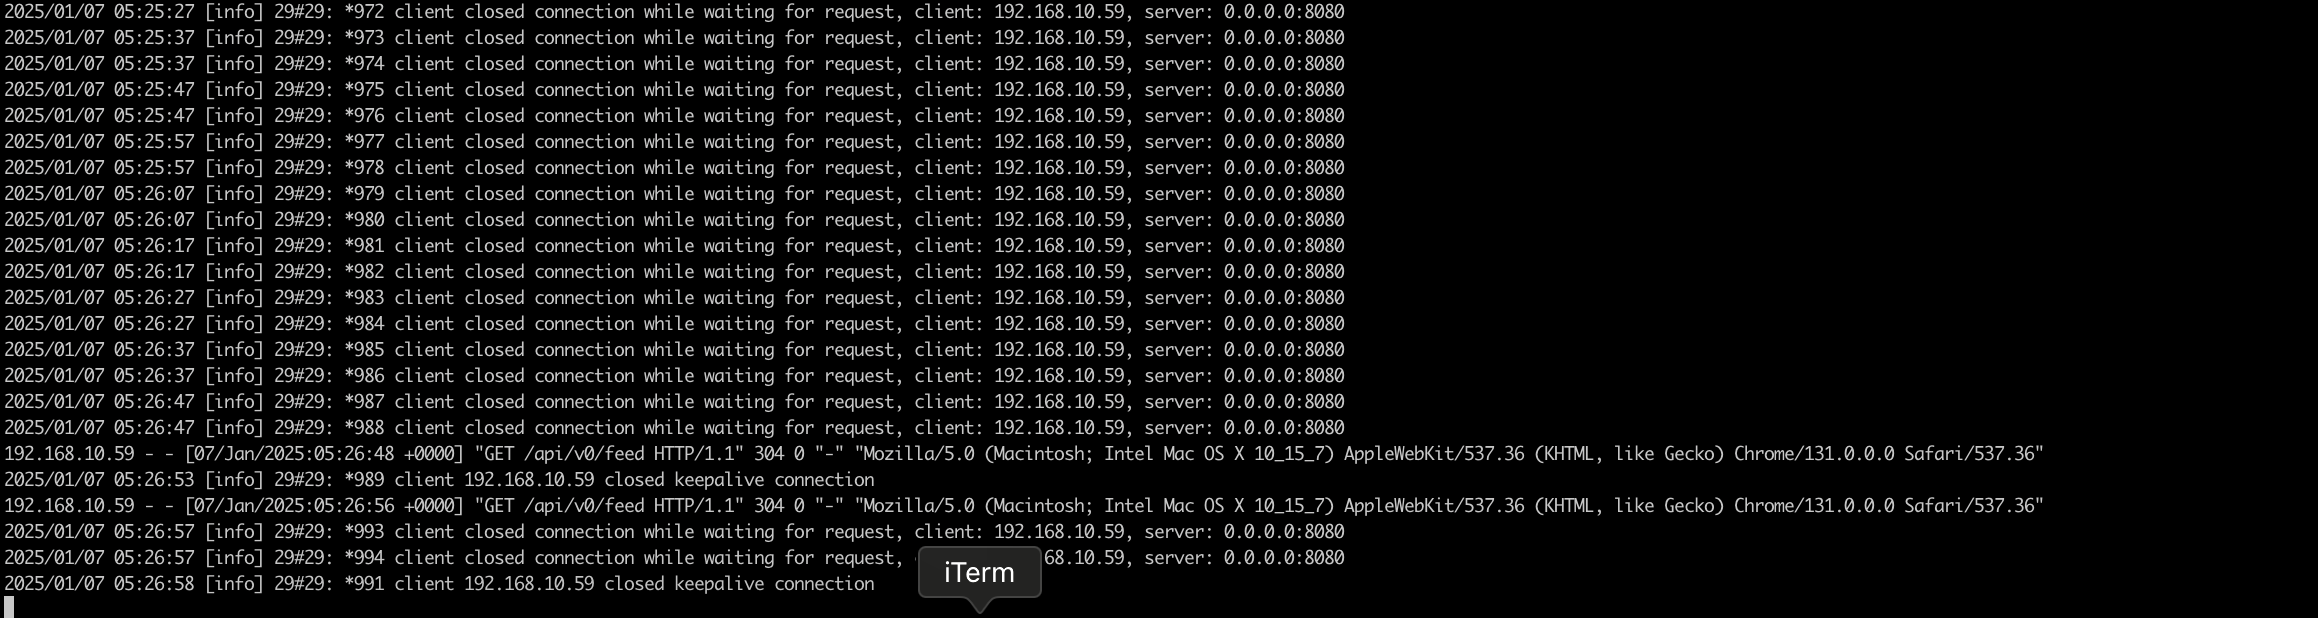 2025/01/07 05:25:27 [info] 29#29: *972 client closed connection while waiting for request, client: 192.168.10.59, server: 0.0.0.0:8080
2025/01/07 05:25:37 [info] 29#29: *973 client closed connection while waiting for request, client: 192.168.10.59, server: 0.0.0.0:8080
2025/01/07 05:25:37 [info] 29#29: *974 client closed connection while waiting for request, client: 192.168.10.59, server: 0.0.0.0:8080
2025/01/07 05:25:47 [info] 29#29: *975 client closed connection while waiting for request, client: 192.168.10.59, server: 0.0.0.0:8080
2025/01/07 05:25:47 [info] 29#29: *976 client closed connection while waiting for request, client: 192.168.10.59, server: 0.0.0.0:8080
2025/01/07 05:25:57 [info] 29#29: *977 client closed connection while waiting for request, client: 192.168.10.59, server: 0.0.0.0:8080
2025/01/07 05:25:57 [info] 29#29: *978 client closed connection while waiting for request, client: 192.168.10.59, server: 0.0.0.0:8080
2025/01/07 05:26:07 [info] 29#29: *979 client closed connection while waiting for request, client: 192.168.10.59, server: 0.0.0.0:8080
2025/01/07 05:26:07 [info] 29#29: *980 client closed connection while waiting for request, client: 192.168.10.59, server: 0.0.0.0:8080
2025/01/07 05:26:17 [info] 29#29: *981 client closed connection while waiting for request, client: 192.168.10.59, server: 0.0.0.0:8080
2025/01/07 05:26:17 [info] 29#29: *982 client closed connection while waiting for request, client: 192.168.10.59, server: 0.0.0.0:8080
2025/01/07 05:26:27 [info] 29#29: *983 client closed connection while waiting for request, client: 192.168.10.59, server: 0.0.0.0:8080
2025/01/07 05:26:27 [info] 29#29: *984 client closed connection while waiting for request, client: 192.168.10.59, server: 0.0.0.0:8080
2025/01/07 05:26:37 [info] 29#29: *985 client closed connection while waiting for request, client: 192.168.10.59, server: 0.0.0.0:8080
2025/01/07 05:26:37 [info] 29#29: *986 client closed connection while waiting for request, client: 192.168.10.59, server: 0.0.0.0:8080
2025/01/07 05:26:47 [info] 29#29: *987 client closed connection while waiting for request, client: 192.168.10.59, server: 0.0.0.0:8080
2025/01/07 05:26:47 [info] 29#29: *988 client closed connection while waiting for request, client: 192.168.10.59, server: 0.0.0.0:8080
192.168.10.59 - - [07/Jan/2025:05:26:48 +0000] "GET /api/v0/feed HTTP/1.1" 304 0 "-" "Mozilla/5.0 (Macintosh; Intel Mac OS X 10_15_7) AppleWebKit/537.36 (KHTML, like Gecko) Chrome/131.0.0.0 Safari/537.36"
2025/01/07 05:26:53 [info] 29#29: *989 client 192.168.10.59 closed keepalive connection
192.168.10.59 - - [07/Jan/2025:05:26:56 +0000] "GET /api/v0/feed HTTP/1.1" 304 0 "-" "Mozilla/5.0 (Macintosh; Intel Mac OS X 10_15_7) AppleWebKit/537.36 (KHTML, like Gecko) Chrome/131.0.0.0 Safari/537.36"
2025/01/07 05:26:57 [info] 29#29: *993 client closed connection while waiting for request, client: 192.168.10.59, server: 0.0.0.0:8080
2025/01/07 05:26:57 [info] 29#29: *994 client closed connection while waiting for request, 68.10.59, server: 0.0.0.0:8080
iTerm
2025/01/07 05:26:58 [info] 29#29: *991 client 192.168.10.59 closed keepalive connection